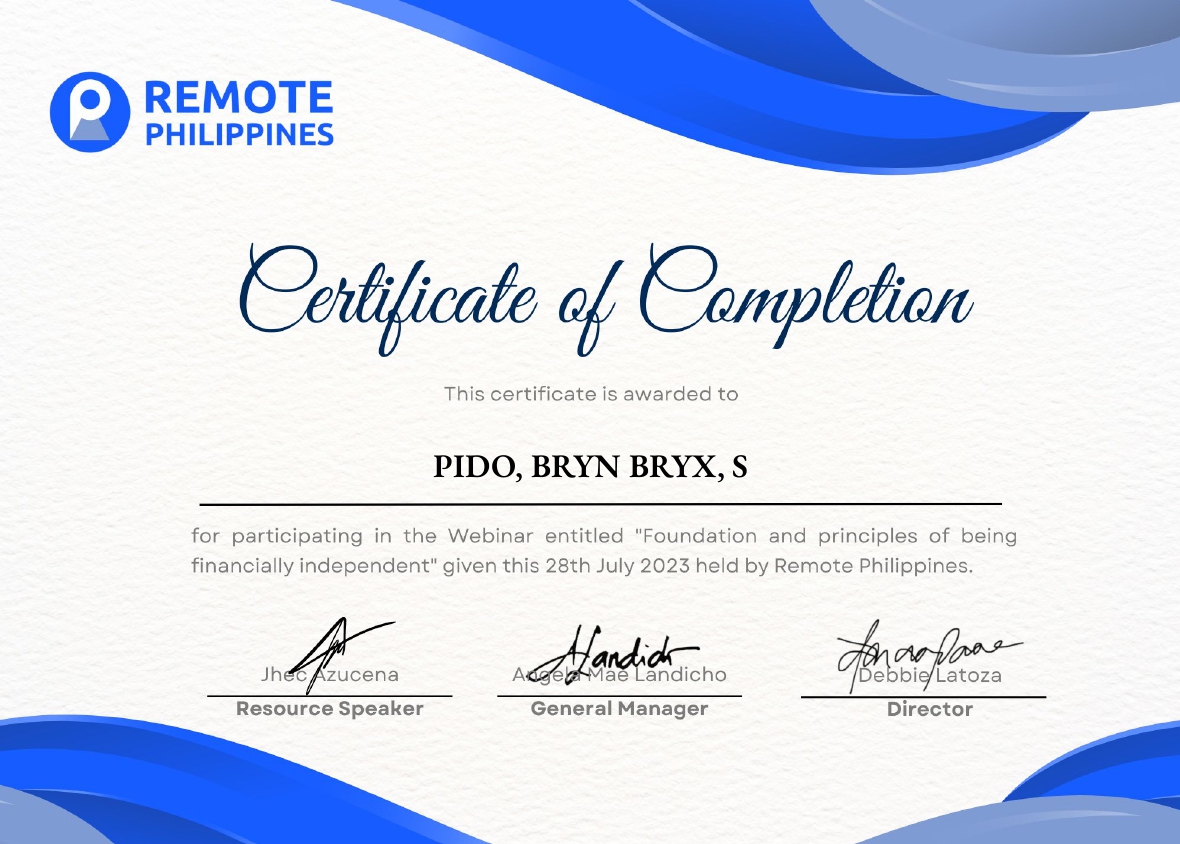 REMOTE
PHILIPPINES
Certificate of Completion
This certificate is awarded to
PIDO, BRYN BRYX, S
for participating in the Webinar entitled "Foundation and principles of being
financially independent" given this 28th July 2023 held by Remote Philippines.
Jhec Azucena
Angela Mae Landicho
Debbie Latoza
Resource Speaker
General Manager
Director